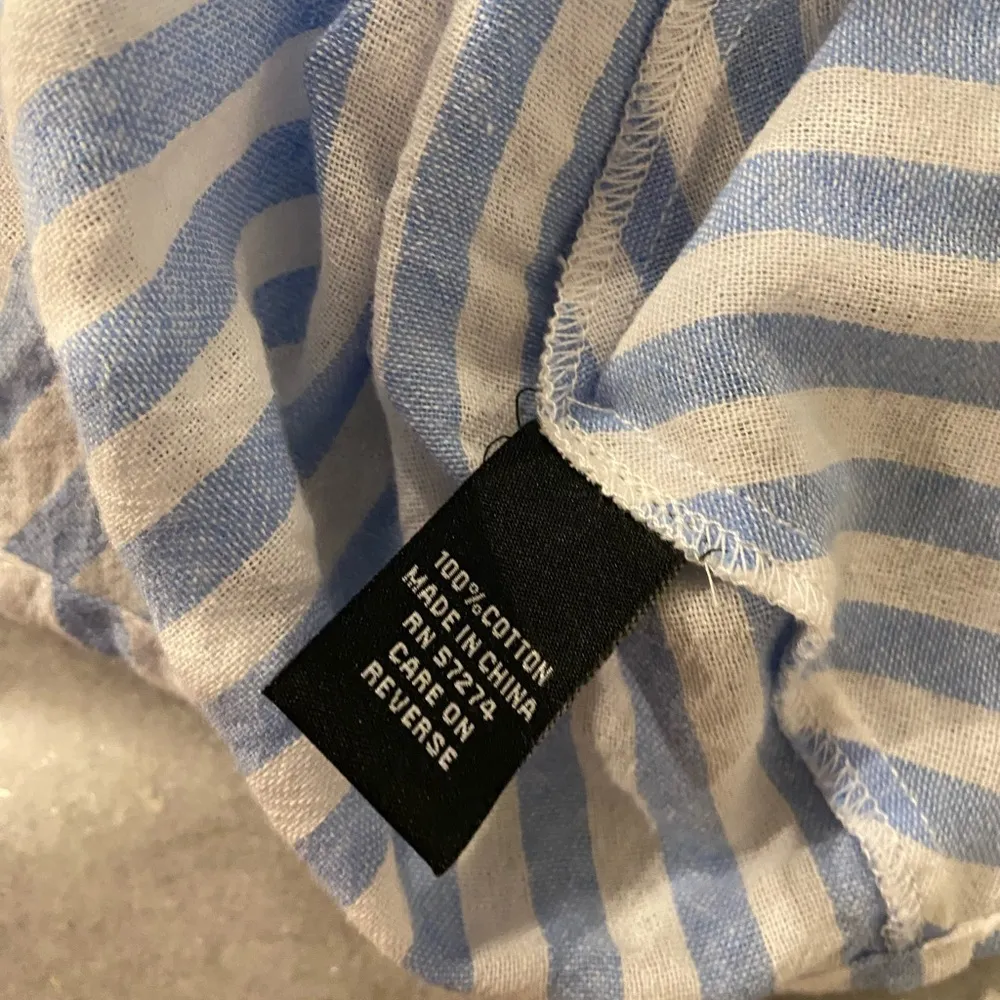 100% COTTON
MADE IN CHINA
RN 57274
CARE ON
REVERSE